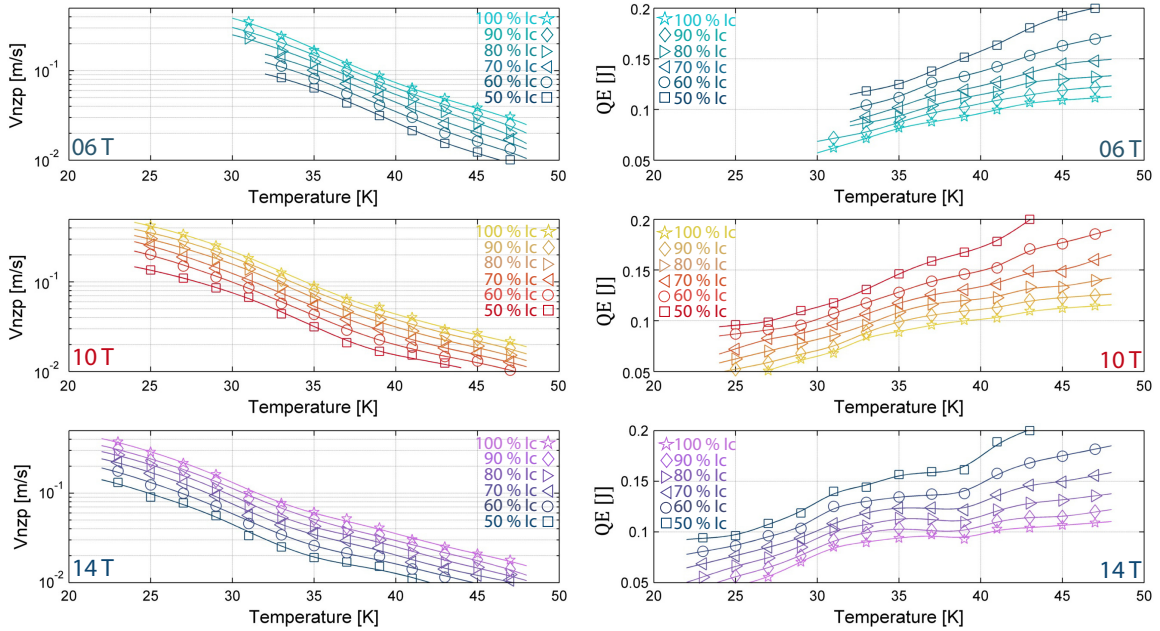 Vnzp [m/s]
10⁻¹
10⁻²
100 % Ic
90 % Ic
80 % Ic
70 % Ic
60 % Ic
50 % Ic
06 T
20 25 30 35 40 45 50
Temperature [K]
QE [J]
0.2
0.15
0.1
0.05
100 % Ic
90 % Ic
80 % Ic
70 % Ic
60 % Ic
50 % Ic
06 T
20 25 30 35 40 45 50
Temperature [K]
Vnzp [m/s]
10⁻¹
10⁻²
100 % Ic
90 % Ic
80 % Ic
70 % Ic
60 % Ic
50 % Ic
10 T
20 25 30 35 40 45 50
Temperature [K]
QE [J]
0.2
0.15
0.1
0.05
100 % Ic
90 % Ic
80 % Ic
70 % Ic
60 % Ic
50 % Ic
10 T
20 25 30 35 40 45 50
Temperature [K]
Vnzp [m/s]
10⁻¹
10⁻²
100 % Ic
90 % Ic
80 % Ic
70 % Ic
60 % Ic
50 % Ic
14 T
20 25 30 35 40 45 50
Temperature [K]
QE [J]
0.2
0.15
0.1
0.05
100 % Ic
90 % Ic
80 % Ic
70 % Ic
60 % Ic
50 % Ic
14 T
20 25 30 35 40 45 50
Temperature [K]